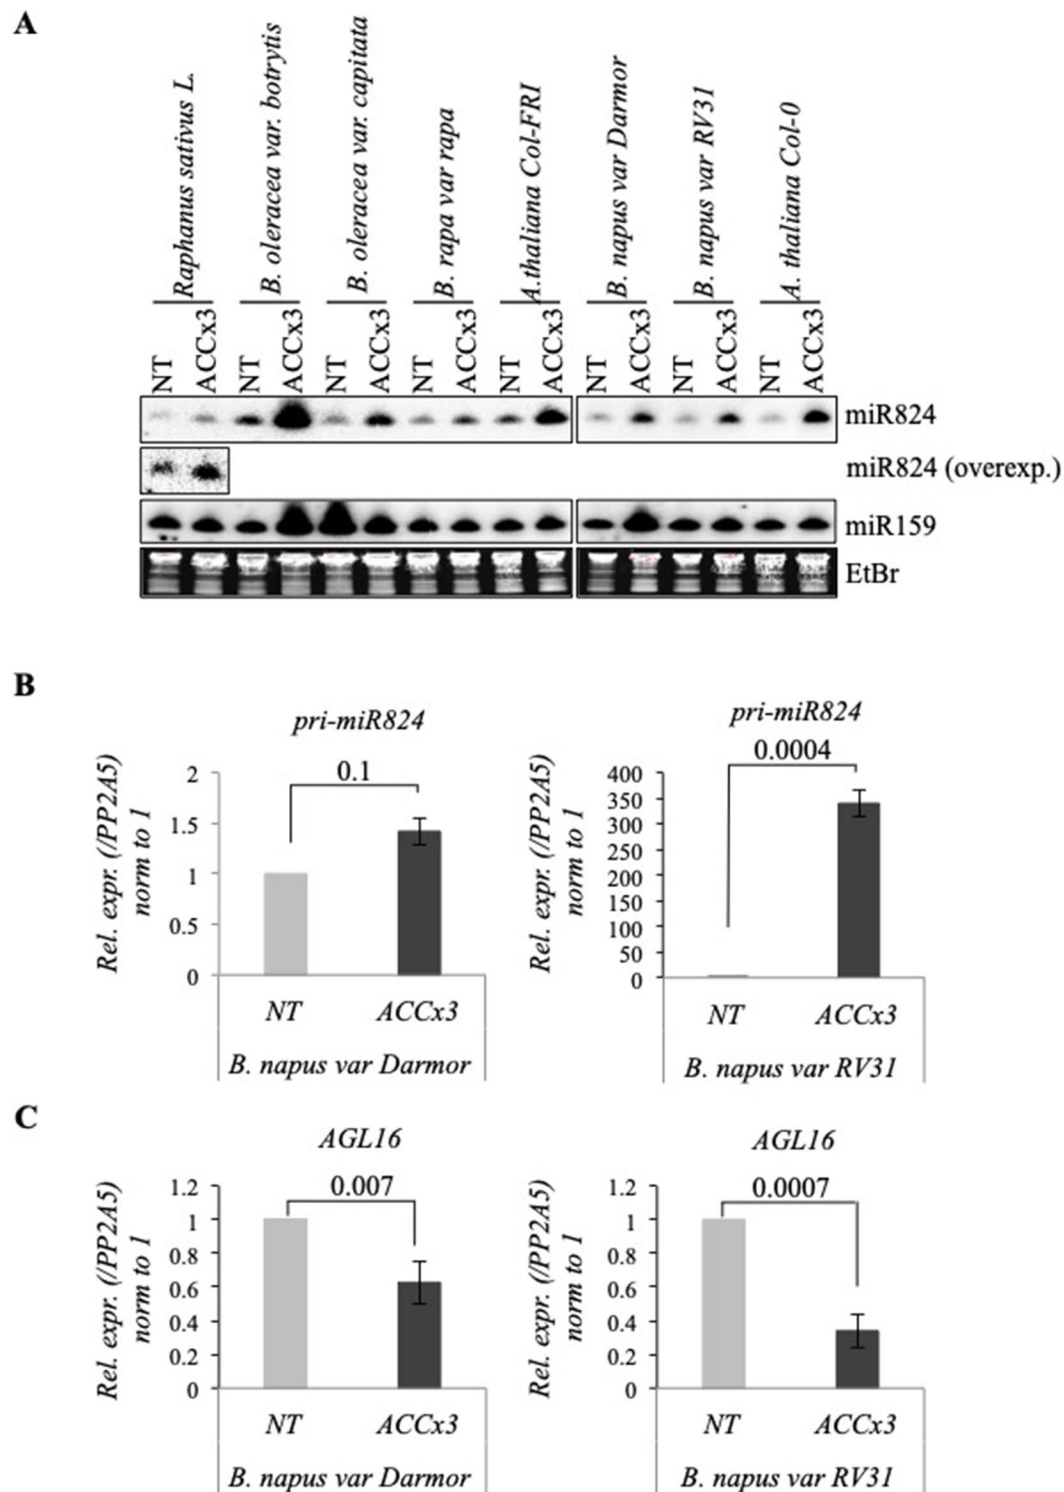 A
Raphanus sativus L.
B. oleracea var. botrytis
B. oleracea var. capitata
B. rapa var rapa
A.thaliana Col-FRI
B. napus var Darmor
B. napus var RV31
A. thaliana Col-0
NT ACCx3 NT ACCx3 NT ACCx3 NT ACCx3 NT ACCx3 NT ACCx3 NT ACCx3 NT ACCx3
miR824
miR824 (overexp.)
miR159
EtBr
B
pri-miR824
Rel. expr. (/PP2A5)
norm to 1
2
1.5
1
0.5
0
0.1
NT ACCx3
B. napus var Darmor
pri-miR824
Rel. expr. (/PP2A5)
norm to 1
400
350
300
250
200
150
100
50
0
0.0004
NT ACCx3
B. napus var RV31
C
AGL16
Rel. expr. (/PP2A5)
norm to 1
1.2
1
0.8
0.6
0.4
0.2
0
0.007
NT ACCx3
B. napus var Darmor
AGL16
Rel. expr. (/PP2A5)
norm to 1
1.2
1
0.8
0.6
0.4
0.2
0
0.0007
NT ACCx3
B. napus var RV31